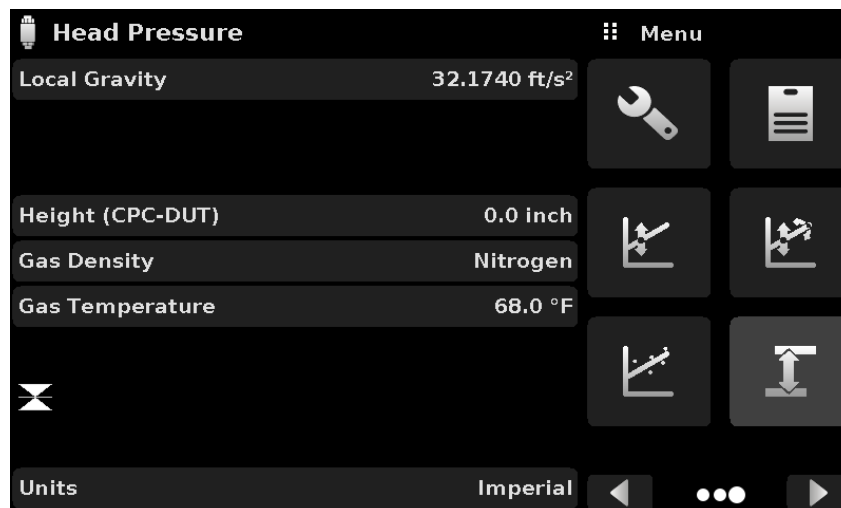 Head Pressure
Menu
Local Gravity 32.1740 ft/s²
Height (CPC-DUT) 0.0 inch
Gas Density Nitrogen
Gas Temperature 68.0 °F
Units Imperial